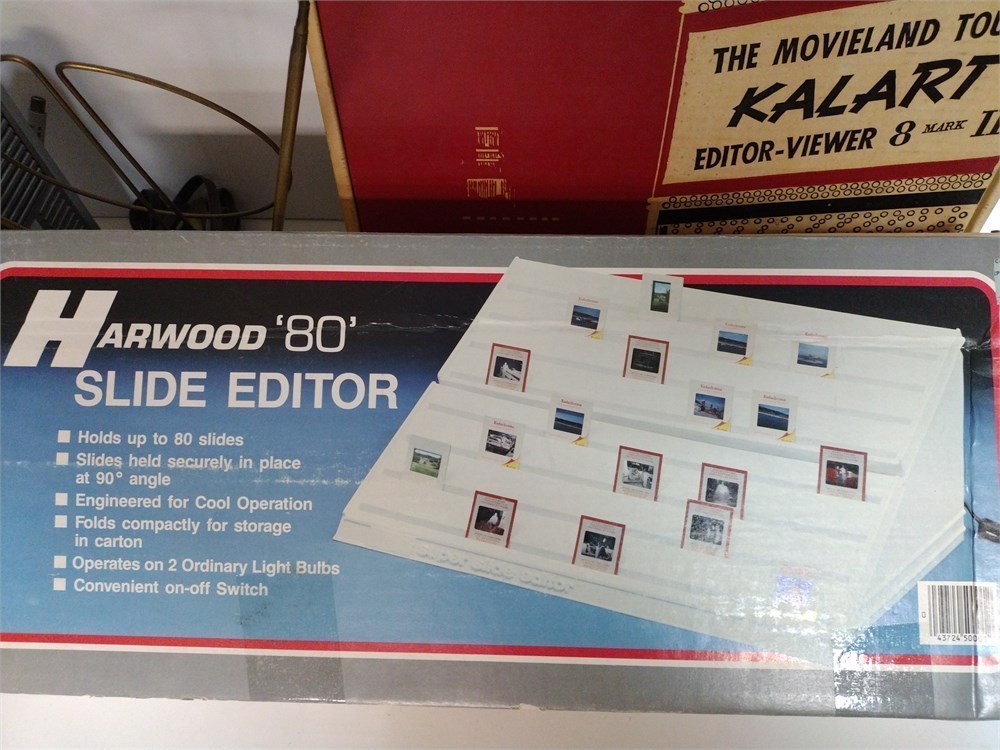 THE MOVIELAND TOU
KALART
EDITOR-VIEWER 8 MARK II
HARWOOD '80'
SLIDE EDITOR
Holds up to 80 slides
Slides held securely in place
at 90° angle
Engineered for Cool Operation
Folds compactly for storage
in carton
Operates on 2 Ordinary Light Bulbs
Convenient on-off Switch
43724 500